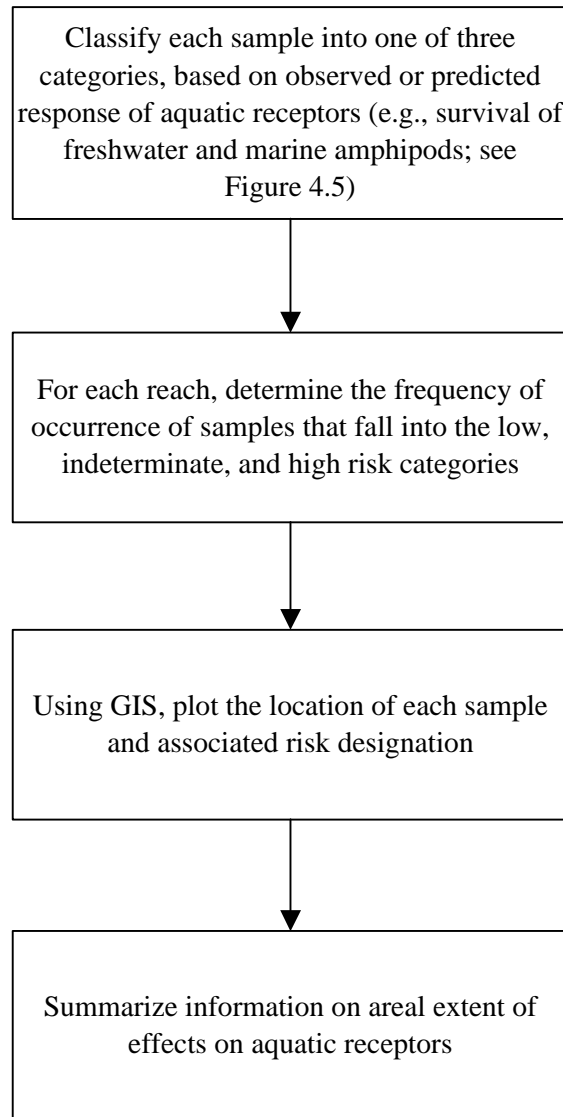 Classify each sample into one of three
categories, based on observed or predicted
response of aquatic receptors (e.g., survival of
freshwater and marine amphipods; see
Figure 4.5)
For each reach, determine the frequency of
occurrence of samples that fall into the low,
indeterminate, and high risk categories
Using GIS, plot the location of each sample
and associated risk designation
Summarize information on areal extent of
effects on aquatic receptors